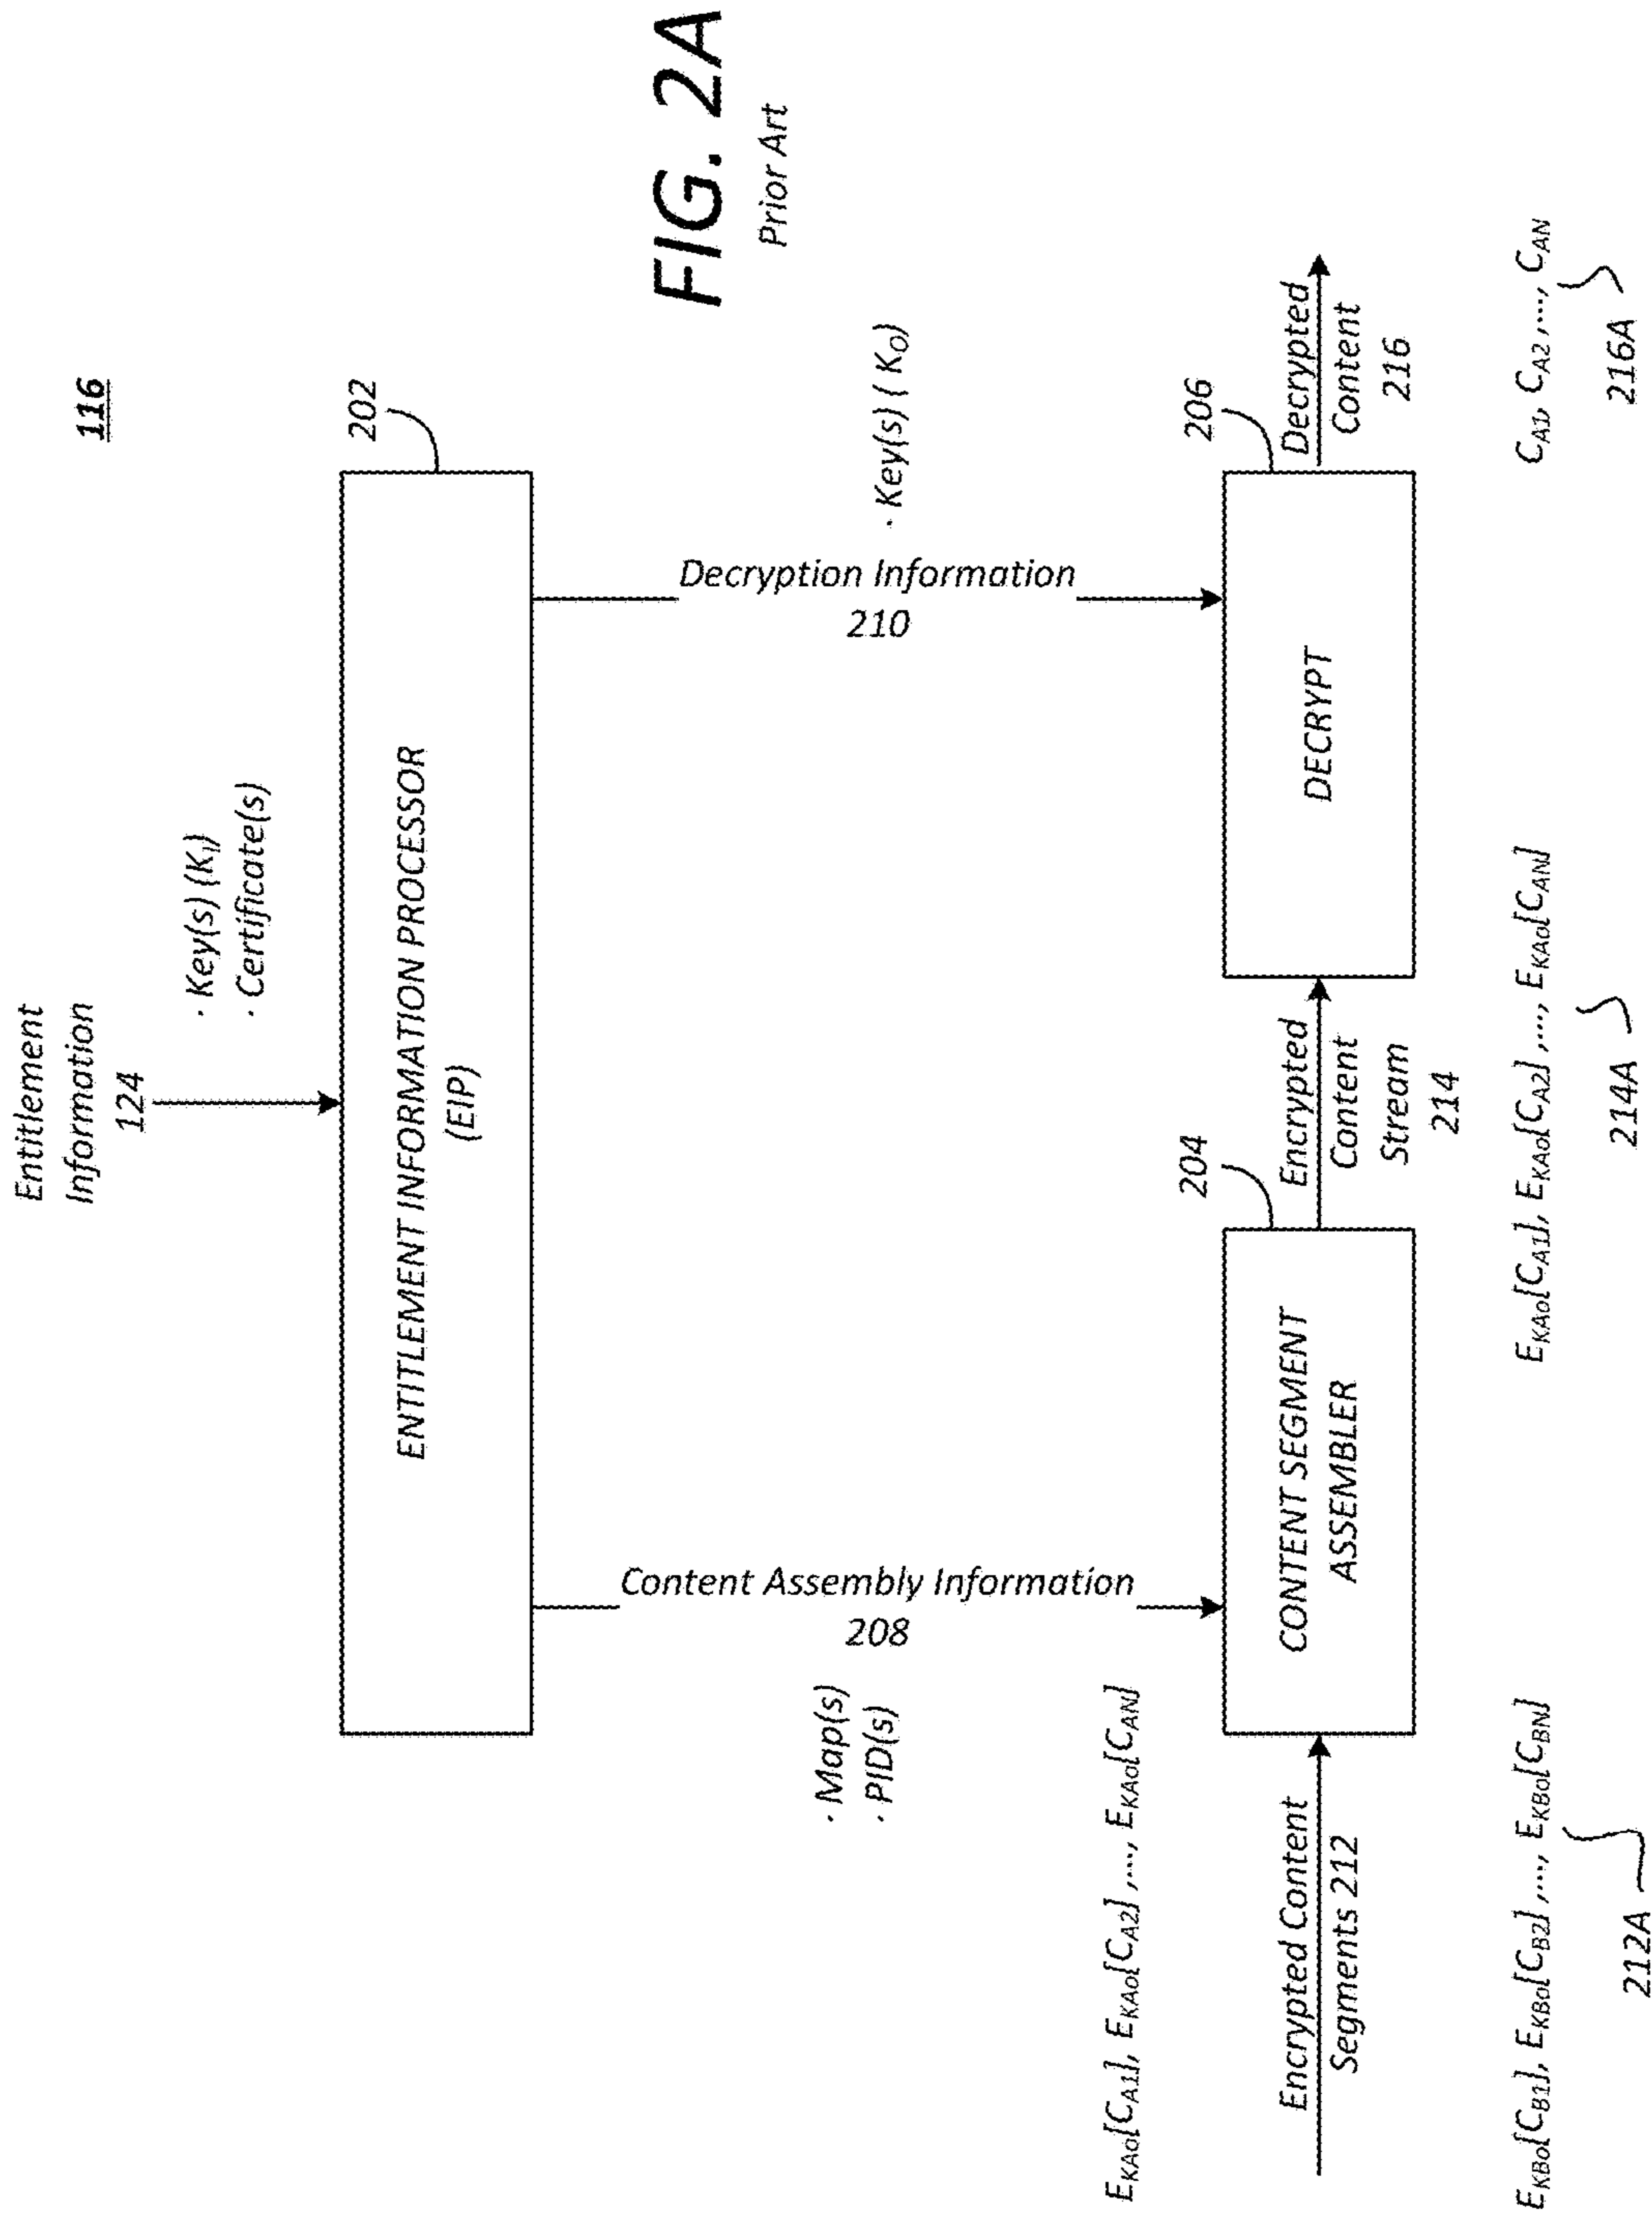 116
Entitlement
Information
124
· Key(s) (K_I)
· Certificate(s)
202
ENTITLEMENT INFORMATION PROCESSOR
(EIP)
Content Assembly Information
208
· Map(s)
· PID(s)
Decryption Information
210
· Key(s) ( K_O)
E_KAo[C_A1], E_KAo[C_A2] ,..., E_KAo[C_AN]
Encrypted Content
Segments 212
E_KBo[C_B1], E_KBo[C_B2] ,..., E_KBo[C_BN]
212A
204
CONTENT SEGMENT
ASSEMBLER
Encrypted
Content
Stream
214
E_KAo[C_A1], E_KAo[C_A2] ,..., E_KAo[C_AN]
214A
206
DECRYPT
Decrypted
Content
216
C_A1, C_A2 ,..., C_AN
216A
FIG. 2A
Prior Art